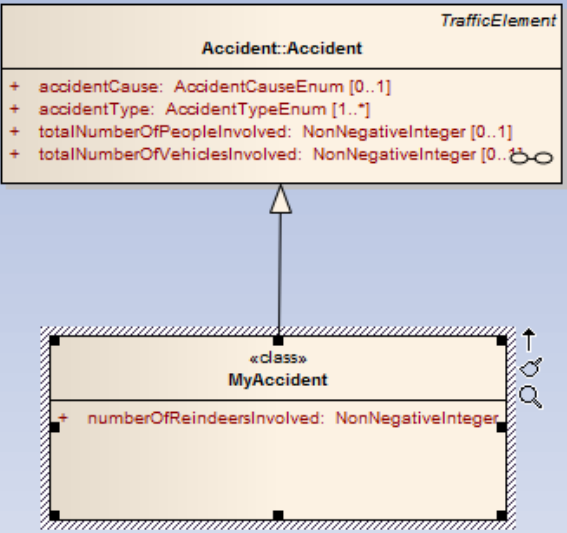 TrafficElement
Accident::Accident
+ accidentCause: AccidentCauseEnum [0..1]
+ accidentType: AccidentTypeEnum [1..*]
+ totalNumberOfPeopleInvolved: NonNegativeInteger [0..1]
+ totalNumberOfVehiclesInvolved: NonNegativeInteger [0..1]
«class»
MyAccident
+ numberOfReindeersInvolved: NonNegativeInteger